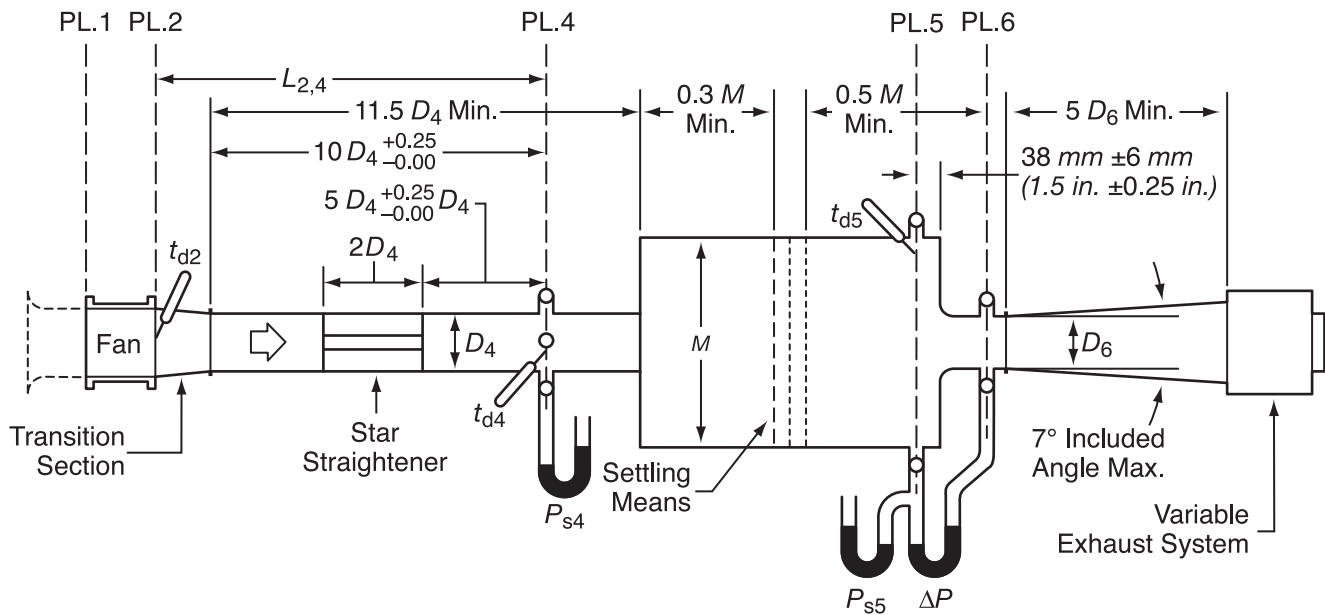 PL.1 PL.2 PL.4 PL.5 PL.6
L2,4
11.5 D4 Min.
0.3 M
Min.
0.5 M
Min.
5 D6 Min.
10 D4 +0.25 −0.00
38 mm ±6 mm
(1.5 in. ±0.25 in.)
5 D4 +0.25 −0.00 D4
td5
td2
2D4
Fan
D4
M
D6
td4
Transition
Section
Star
Straightener
Settling
Means
7° Included
Angle Max.
Ps4
Variable
Exhaust System
Ps5 ΔP